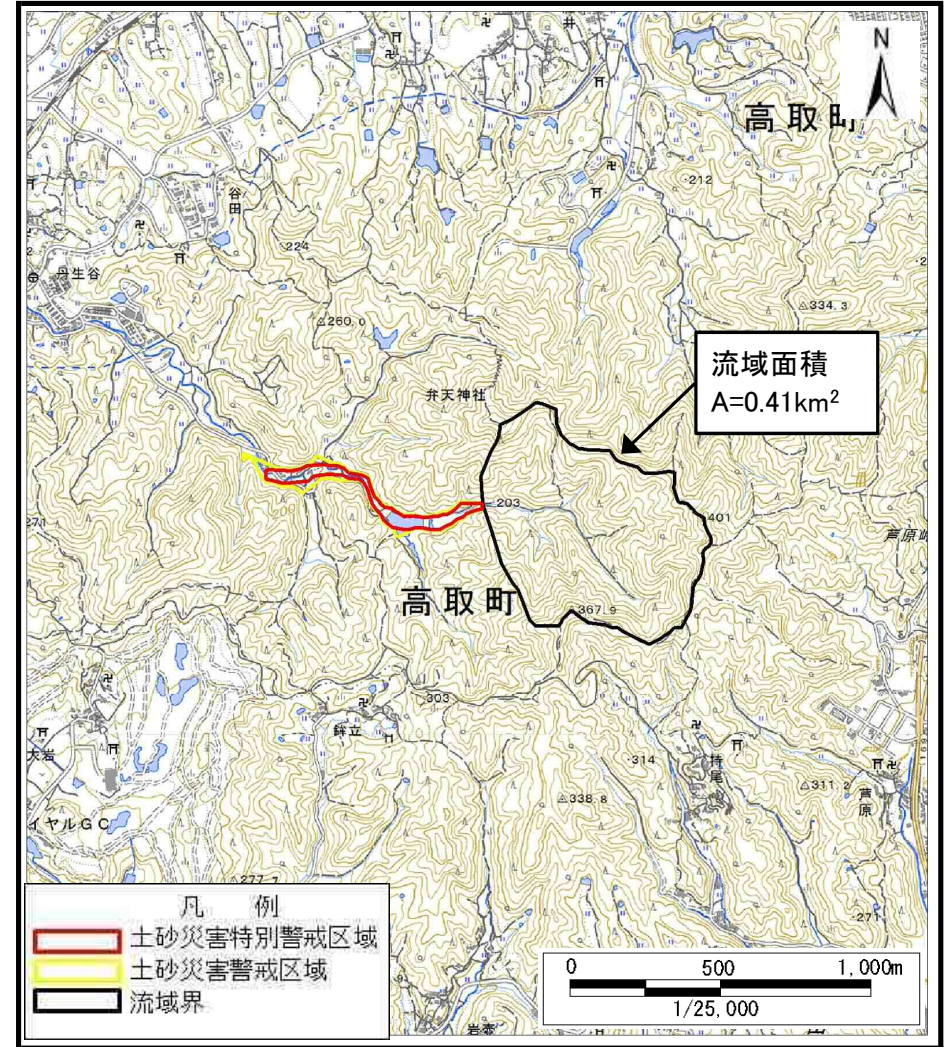 井
N
高取町
谷田
212
224
丹生谷
260.0
334.3
流域面積
A=0.41km²
弁天神社
203
271
401
芦原峠
高取町
367.9
303
鉾立
大岩
314
持尾
338.8
311.2
芦原
イヤルGC
277.7
凡 例
土砂災害特別警戒区域
土砂災害警戒区域
流域界
271
0 500 1,000m
1/25,000